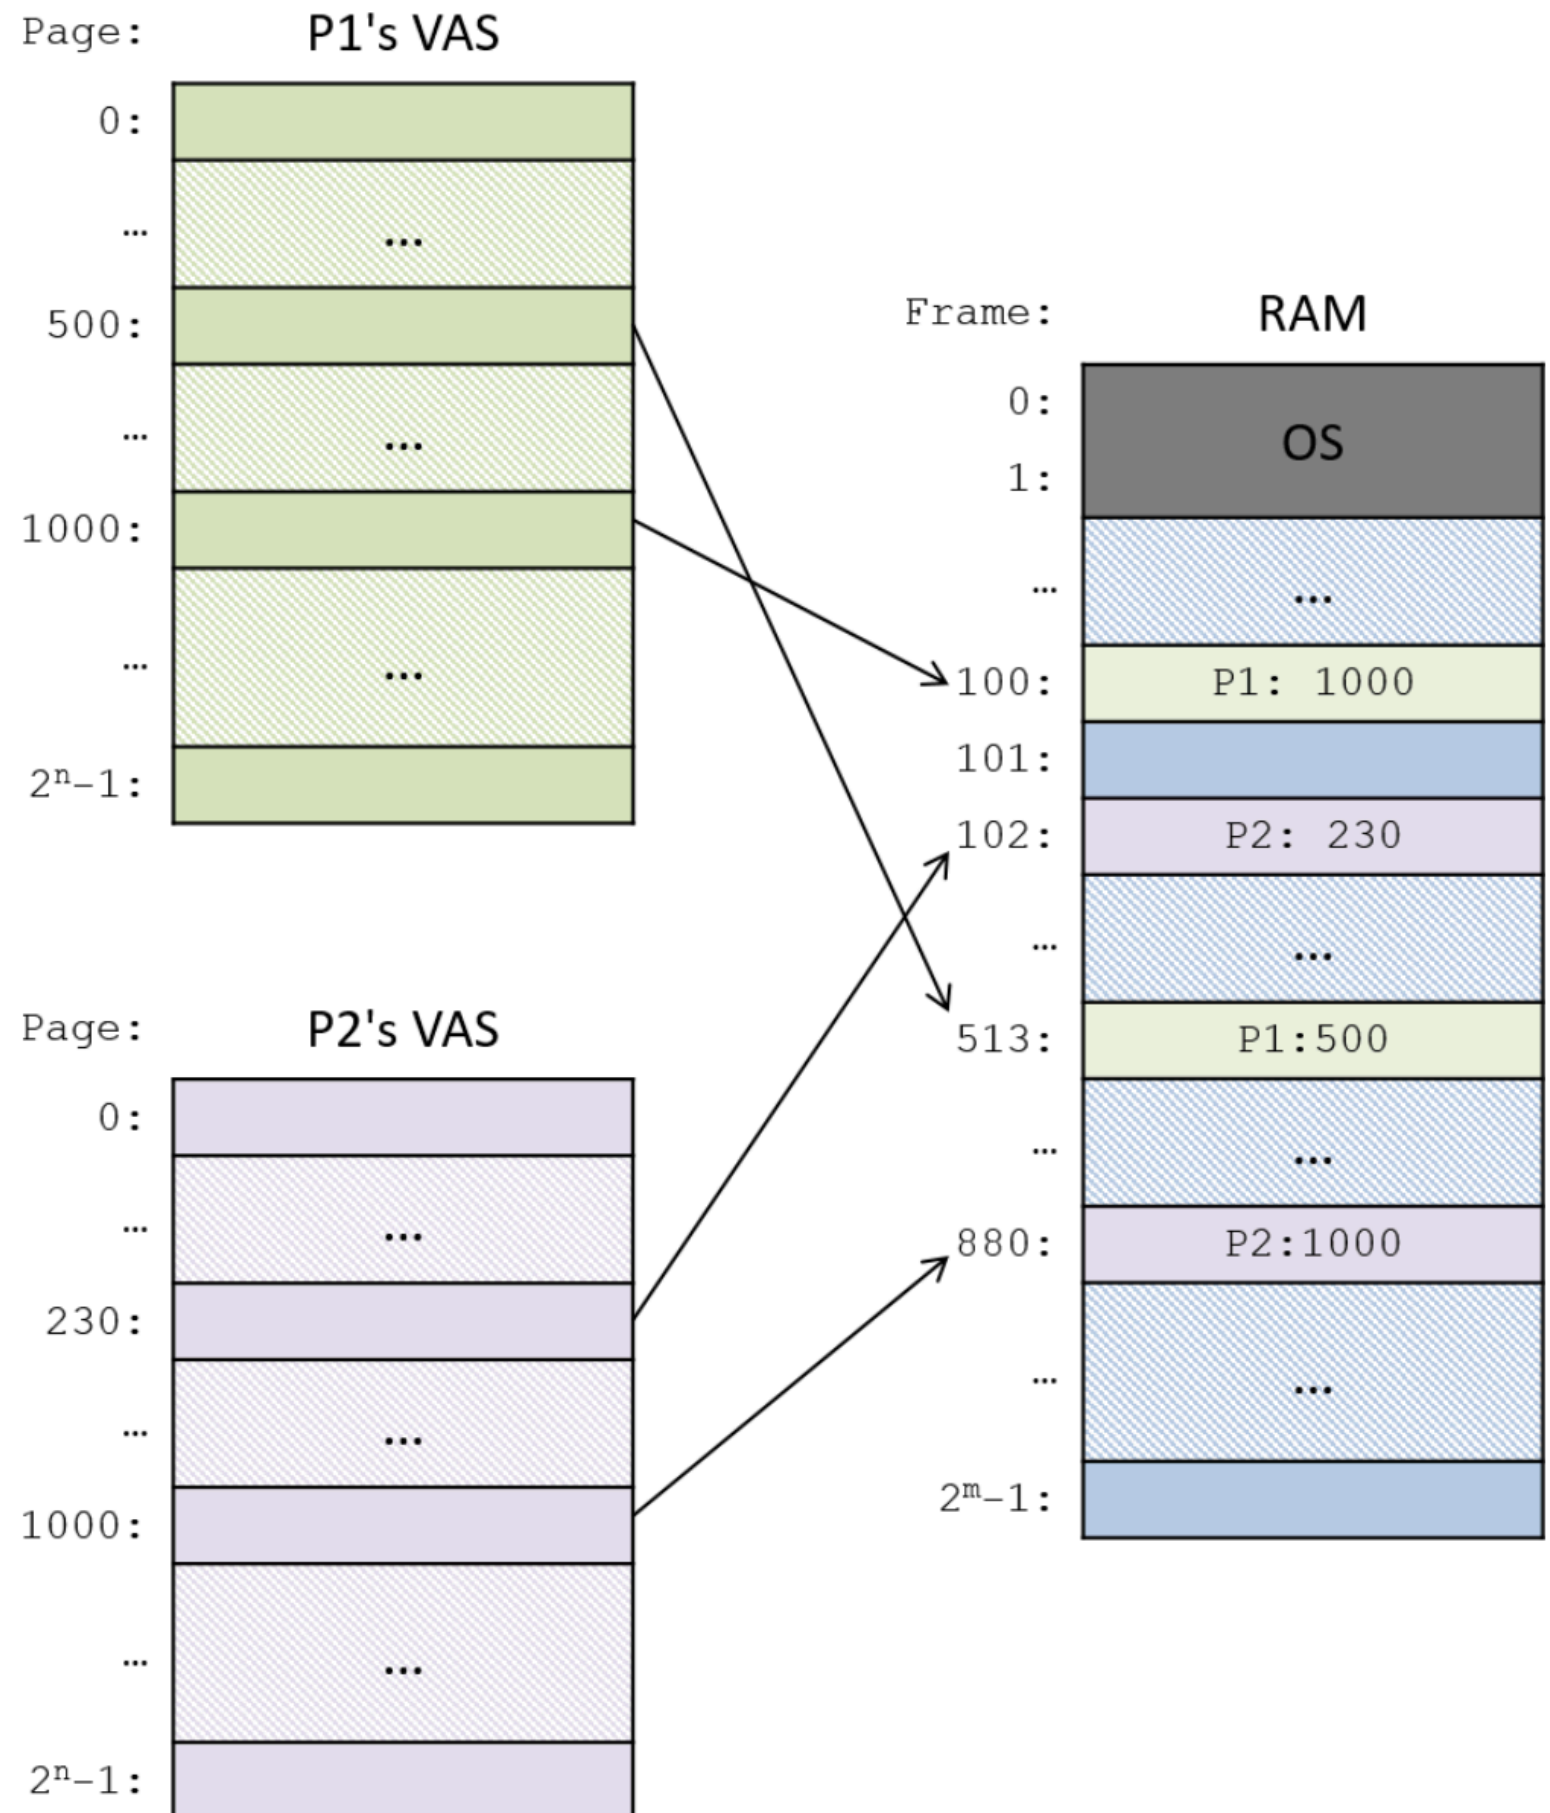 Page: P1's VAS
0:
... ...
500:
... ...
1000:
... ...
2ⁿ-1:
Frame: RAM
0:
OS
1:
... ...
100: P1: 1000
101:
102: P2: 230
... ...
513: P1:500
... ...
880: P2:1000
... ...
2ᵐ-1:
Page: P2's VAS
0:
... ...
230:
... ...
1000:
... ...
2ⁿ-1: